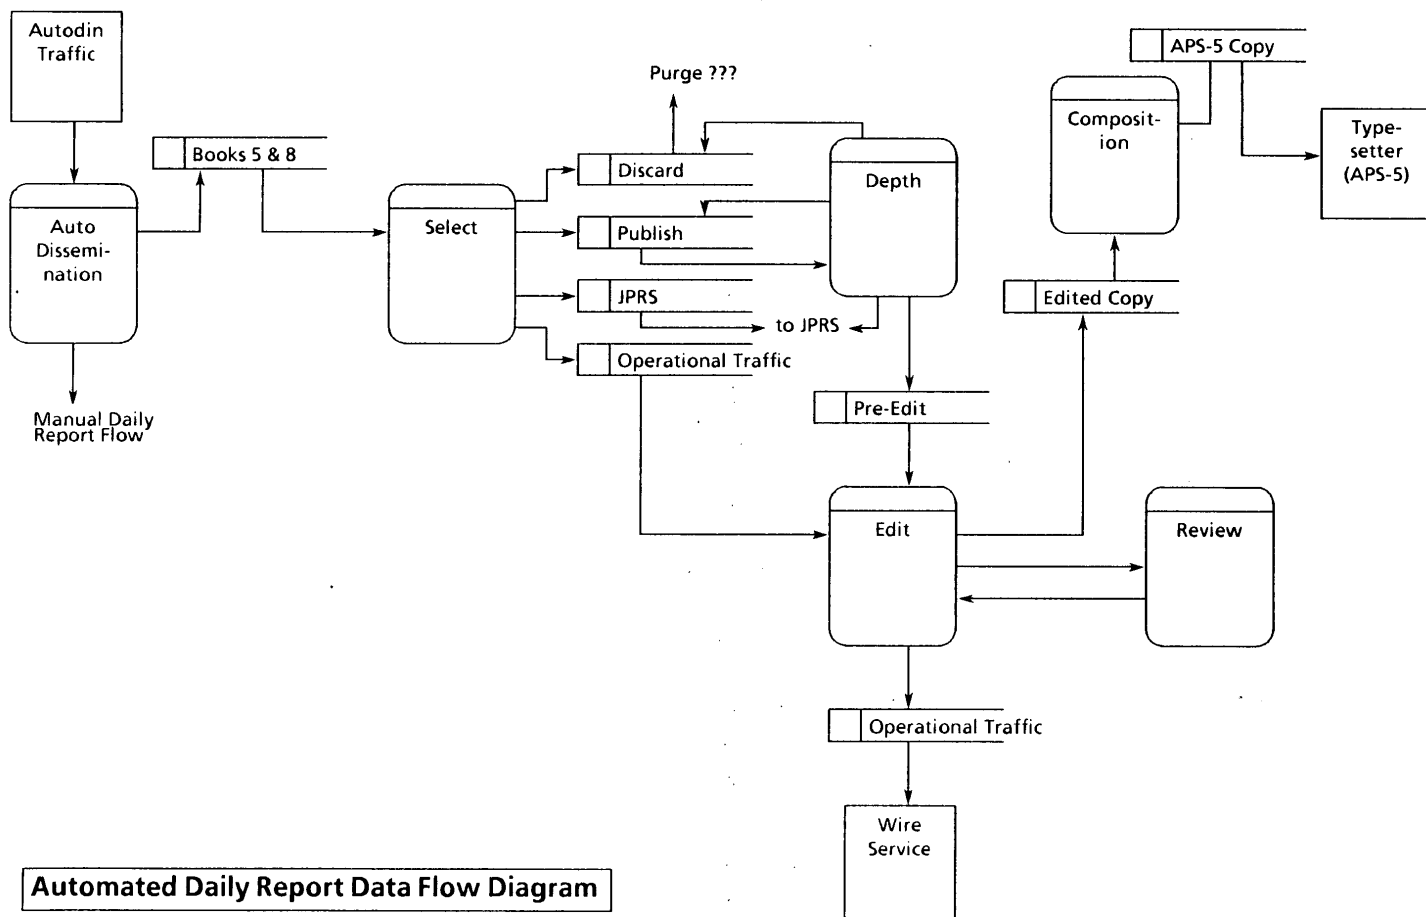 Autodin
Traffic
APS-5 Copy
Purge ???
Composit-
ion
Type-
setter
(APS-5)
Books 5 & 8
Discard
Depth
Auto
Dissemi-
nation
Select
Publish
JPRS
Edited Copy
to JPRS
Operational Traffic
Manual Daily
Report Flow
Pre-Edit
Edit
Review
Operational Traffic
Wire
Service
Automated Daily Report Data Flow Diagram